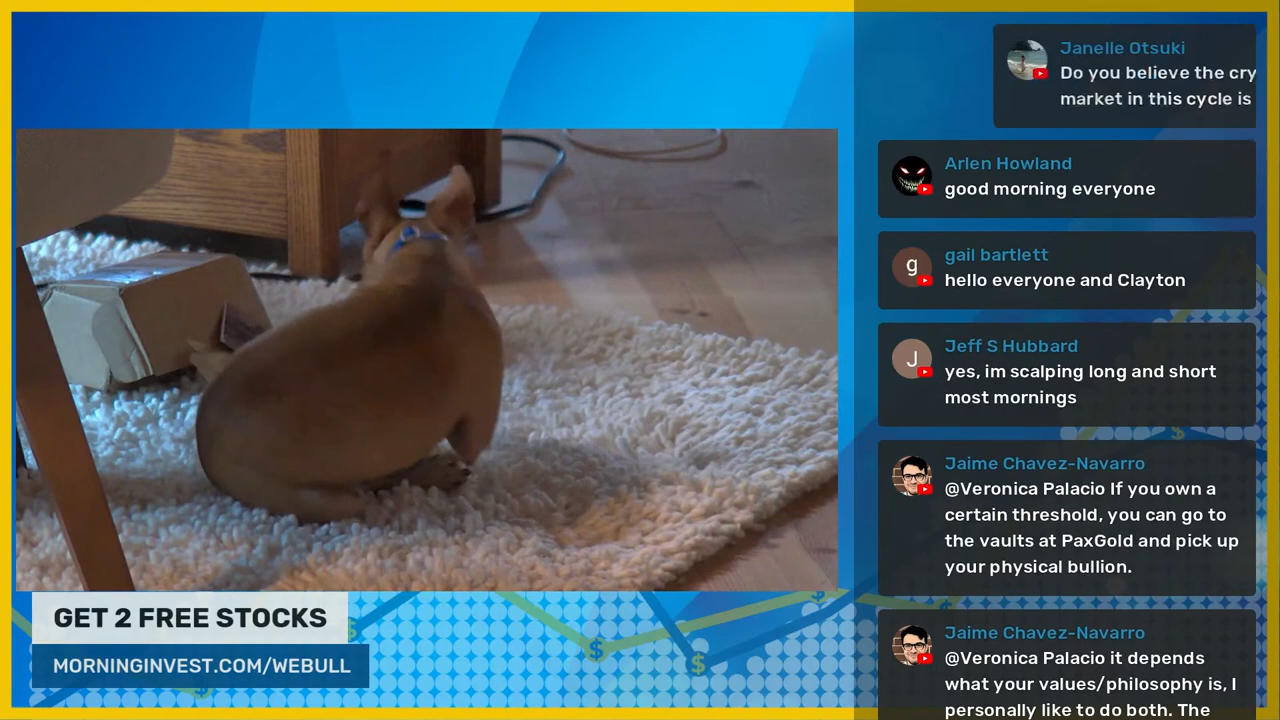 Janelle Otsuki
Do you believe the cry
market in this cycle is
Arlen Howland
good morning everyone
g
gail bartlett
hello everyone and Clayton
J
Jeff S Hubbard
yes, im scalping long and short
most mornings
Jaime Chavez-Navarro
@Veronica Palacio If you own a
certain threshold, you can go to
the vaults at PaxGold and pick up
your physical bullion.
Jaime Chavez-Navarro
@Veronica Palacio it depends
what your values/philosophy is, I
personally like to do both. The
GET 2 FREE STOCKS
MORNINGINVEST.COM/WEBULL